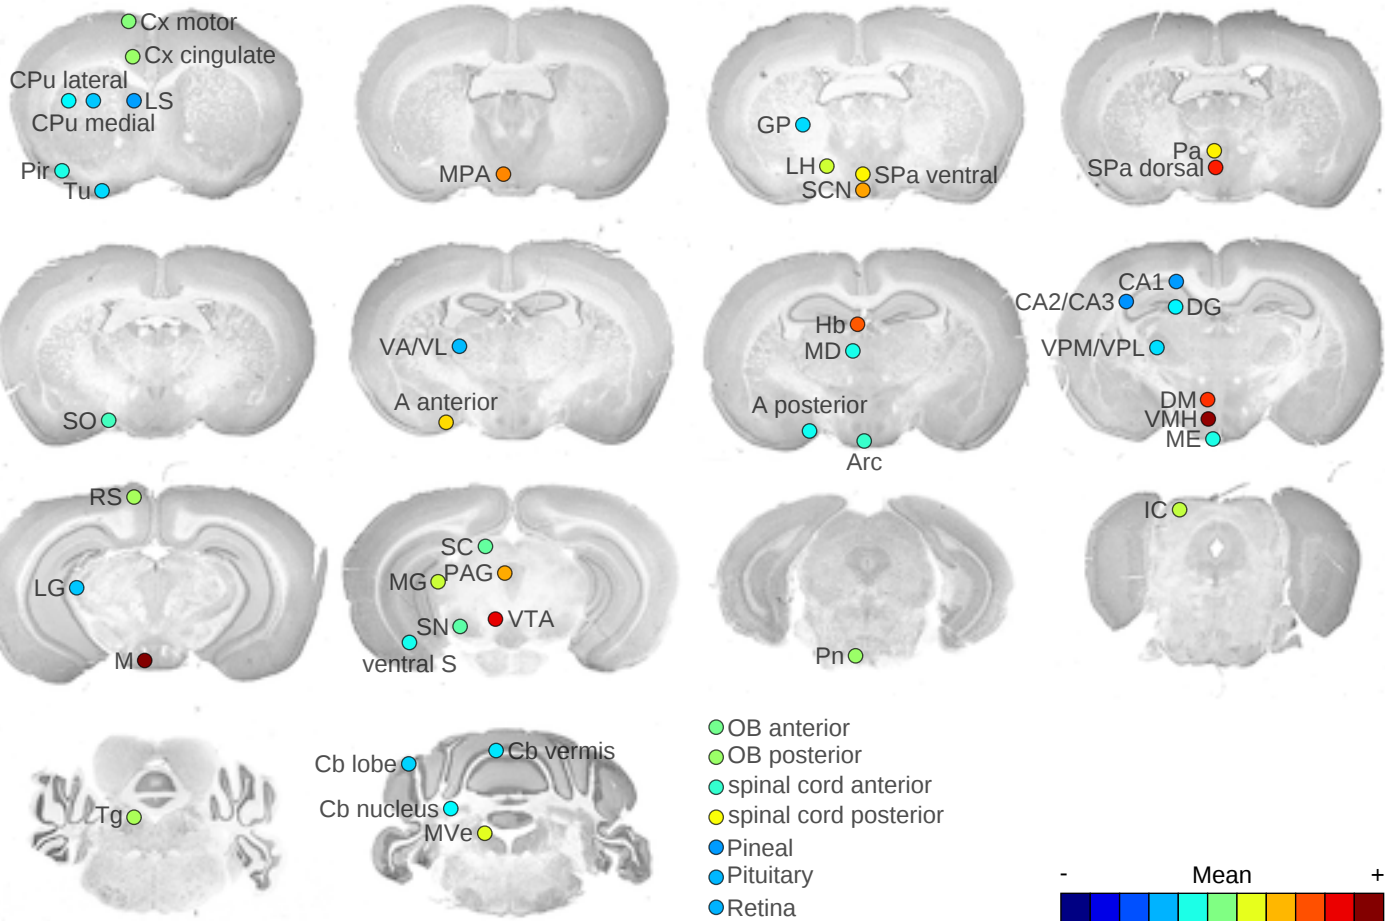 Cx motor
Cx cingulate
CPu lateral
LS
CPu medial
Pir
Tu
MPA
GP
LH
SPa ventral
SCN
Pa
SPa dorsal
SO
VA/VL
A anterior
Hb
MD
A posterior
Arc
CA1
CA2/CA3
DG
VPM/VPL
DM
VMH
ME
RS
LG
M
SC
PAG
MG
SN
VTA
ventral S
Pn
IC
Tg
Cb vermis
Cb lobe
Cb nucleus
MVe
OB anterior
OB posterior
spinal cord anterior
spinal cord posterior
Pineal
Pituitary
Retina
- Mean +